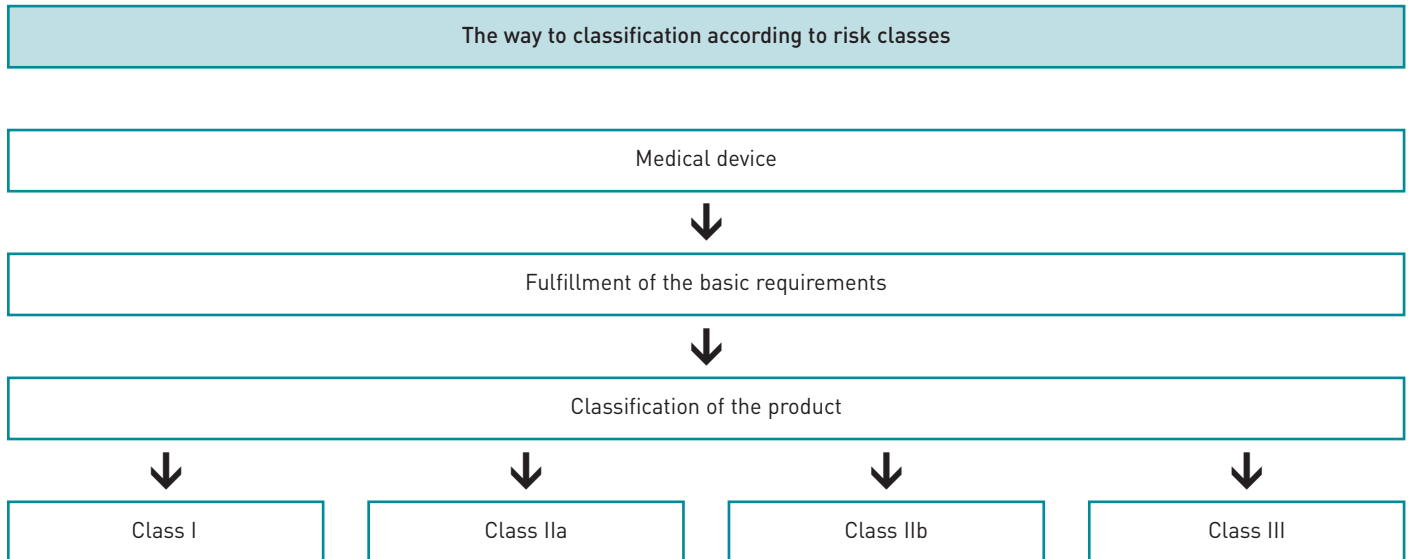 The way to classification according to risk classes
Medical device
Fulfillment of the basic requirements
Classification of the product
Class I
Class IIa
Class IIb
Class III